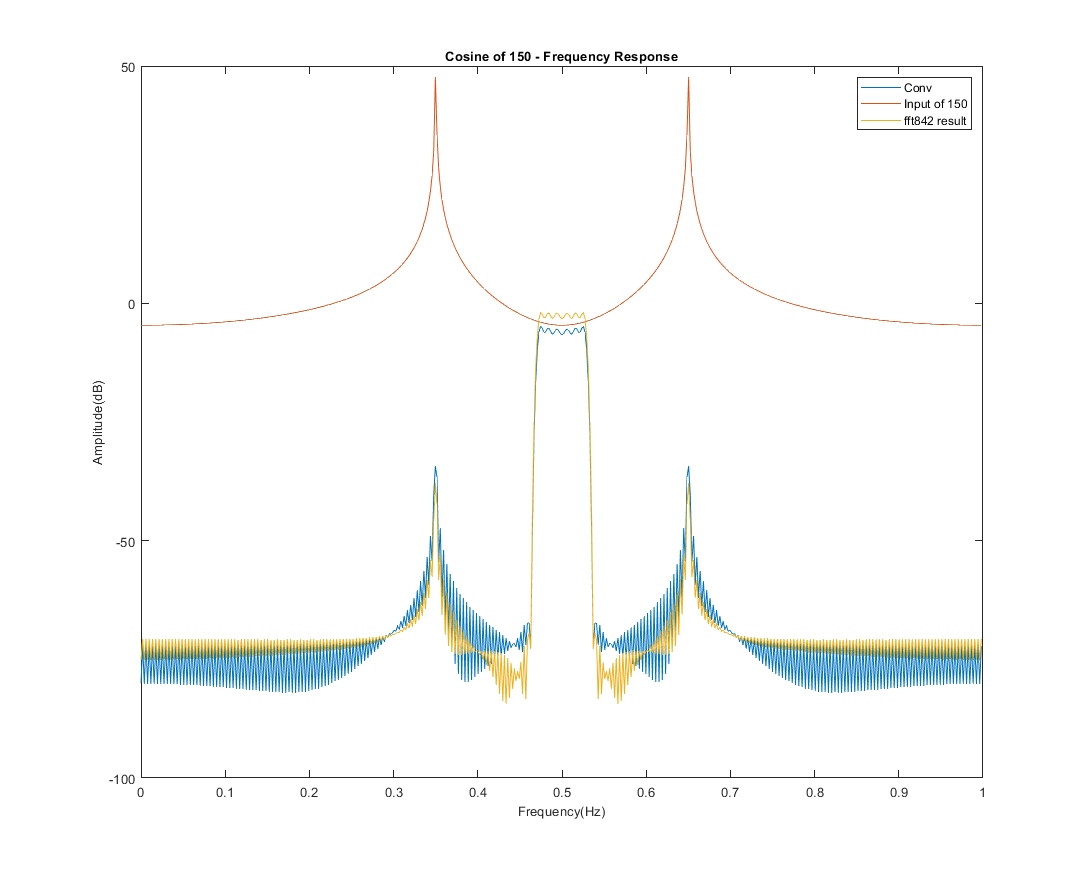 Cosine of 150 - Frequency Response
50
Conv
Input of 150
fft842 result
0
Amplitude(dB)
-50
-100
0 0.1 0.2 0.3 0.4 0.5 0.6 0.7 0.8 0.9 1
Frequency(Hz)